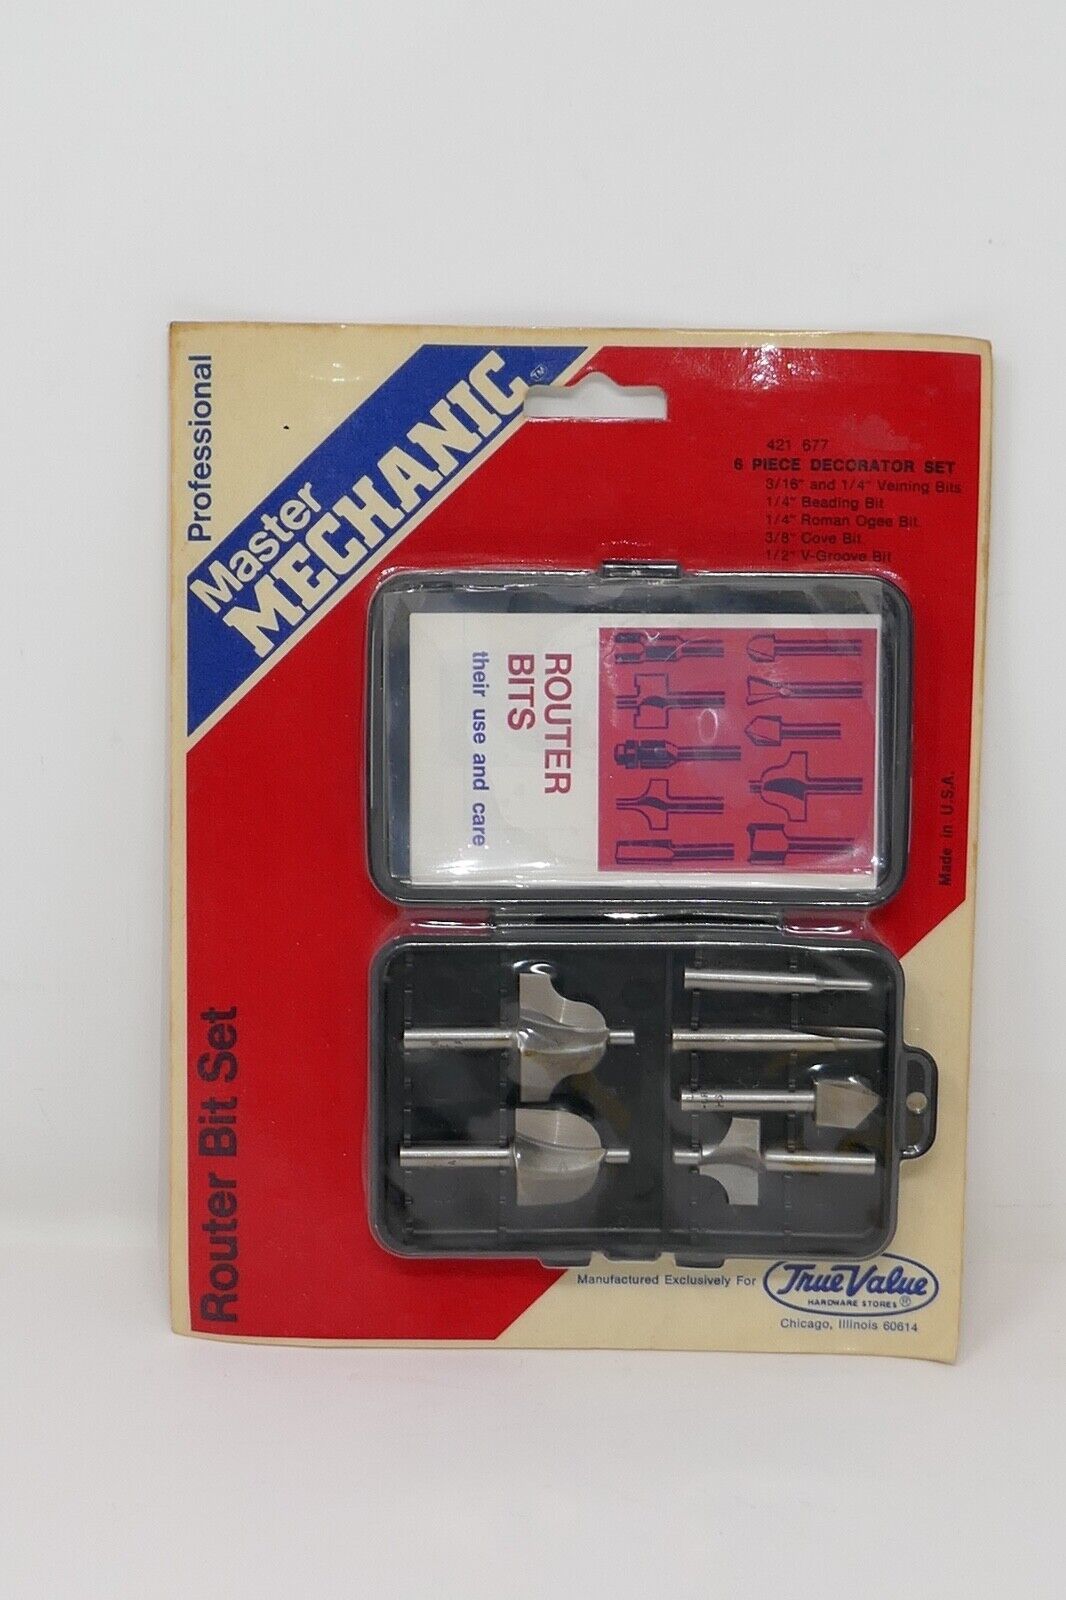 Professional
Master
MECHANIC™
421 677
6 PIECE DECORATOR SET
3/16" and 1/4" Veining Bits
1/4" Beading Bit
1/4" Roman Ogee Bit.
3/8" Cove Bit
1/2" V-Groove Bit
ROUTER
BITS
their use and care
Made in U.S.A.
Router Bit Set
Manufactured Exclusively For
True Value®
HARDWARE STORES
Chicago, Illinois 60614